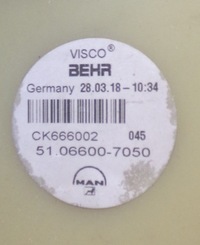 VISCO®
BEHR
Germany 28.03.18 – 10:34
CK666002 045
51.06600-7050
MAN